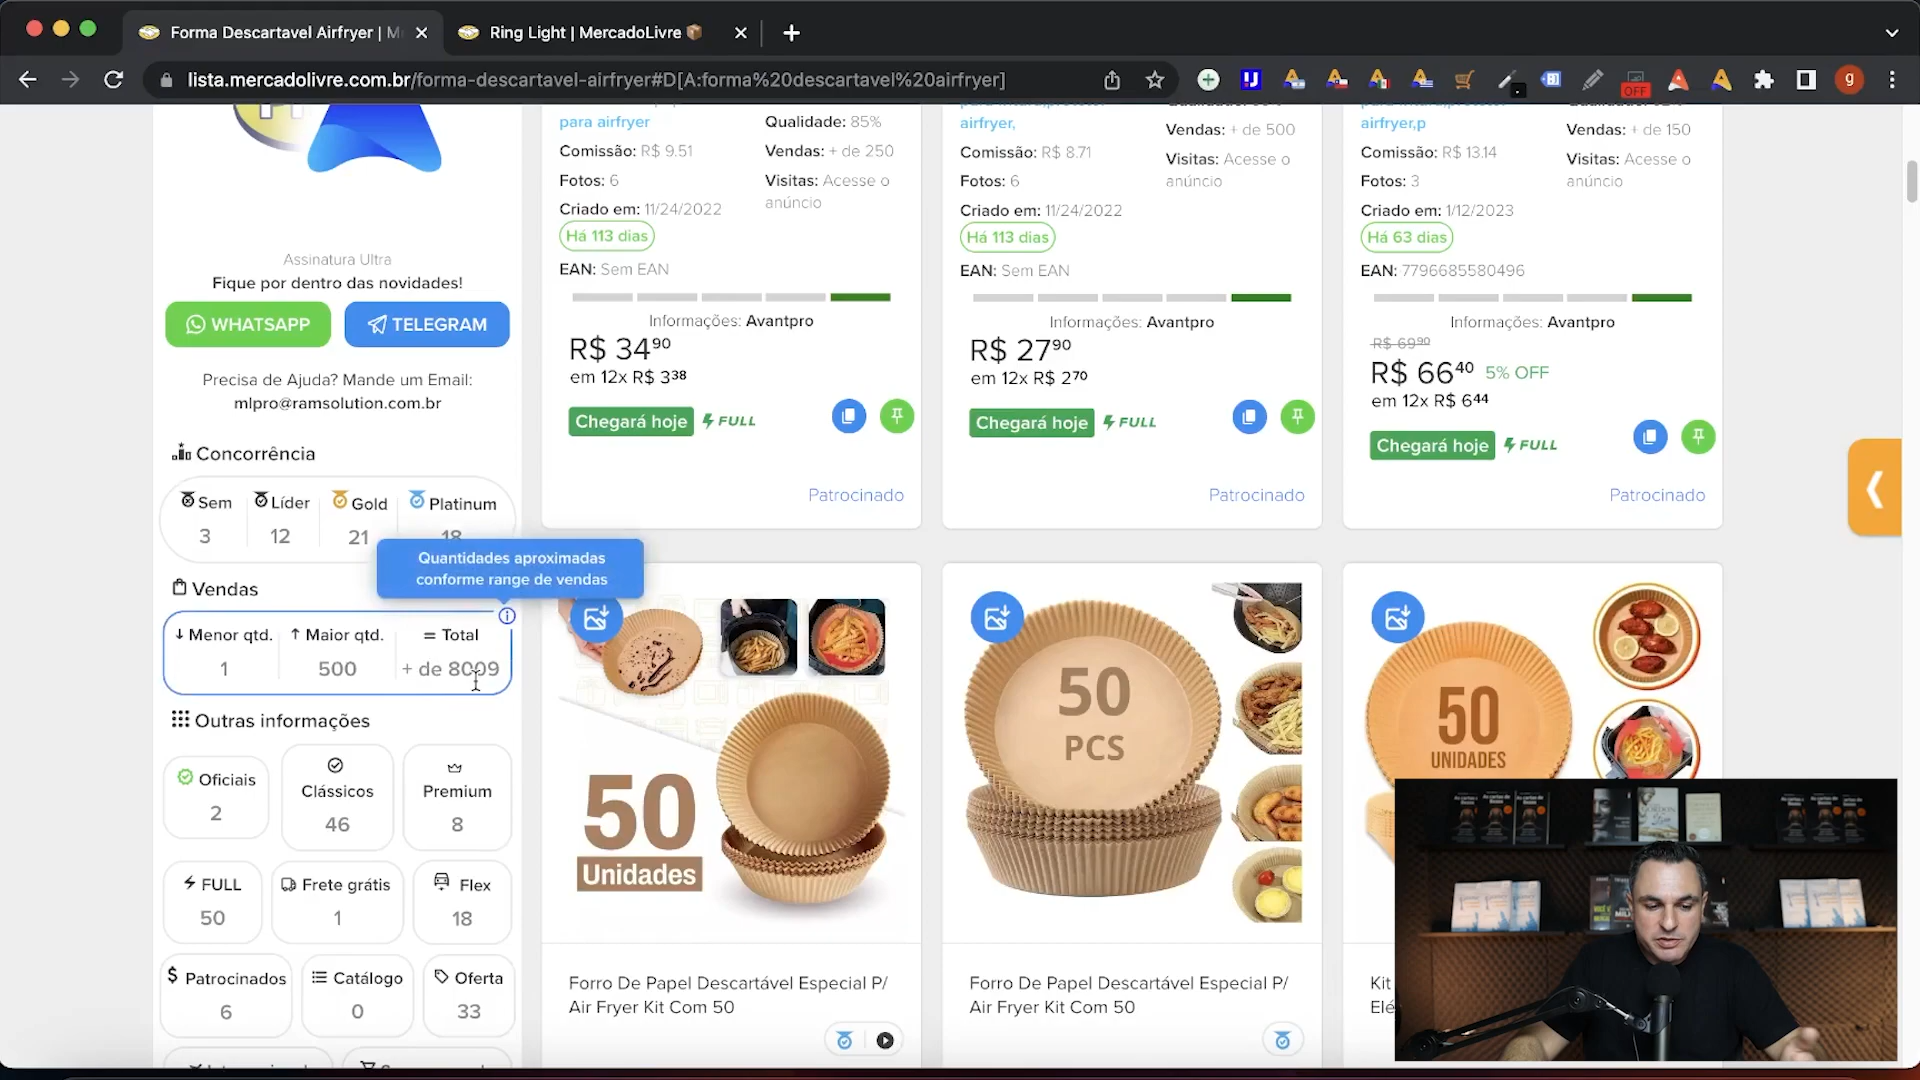 Forma Descartavel Airfryer | M
Ring Light | MercadoLivre
lista.mercadolivre.com.br/forma-descartavel-airfryer#D[A:forma%20descartavel%20airfryer]
OFF
g
Assinatura Ultra
Fique por dentro das novidades!
WHATSAPP
TELEGRAM
Precisa de Ajuda? Mande um Email:
mlpro@ramsolution.com.br
Concorrência
Sem
Líder
Gold
Platinum
3
12
21
18
Quantidades aproximadas
conforme range de vendas
Vendas
Menor qtd.
Maior qtd.
= Total
1
500
+ de 8009
Outras informações
Oficiais
2
Clássicos
46
Premium
8
FULL
50
Frete grátis
1
Flex
18
Patrocinados
6
Catálogo
0
Oferta
33
para airfryer
Qualidade: 85%
Comissão: R$ 9.51
Vendas: + de 250
Fotos: 6
Visitas: Acesse o
anúncio
Criado em: 11/24/2022
Há 113 dias
EAN: Sem EAN
Informações: Avantpro
R$ 34 90
em 12x R$ 3 38
Chegará hoje
FULL
Patrocinado
airfryer,
Vendas: + de 500
Comissão: R$ 8.71
Visitas: Acesse o
anúncio
Fotos: 6
Criado em: 11/24/2022
Há 113 dias
EAN: Sem EAN
Informações: Avantpro
R$ 27 90
em 12x R$ 2 70
Chegará hoje
FULL
Patrocinado
airfryer,p
Vendas: + de 150
Comissão: R$ 13.14
Visitas: Acesse o
anúncio
Fotos: 3
Criado em: 1/12/2023
Há 63 dias
EAN: 7796685580496
Informações: Avantpro
R$ 69 90
R$ 66 40 5% OFF
em 12x R$ 6 44
Chegará hoje
FULL
Patrocinado
50
Unidades
Forro De Papel Descartável Especial P/
Air Fryer Kit Com 50
50
PCS
Forro De Papel Descartável Especial P/
Air Fryer Kit Com 50
50
UNIDADES
Kit
Elé